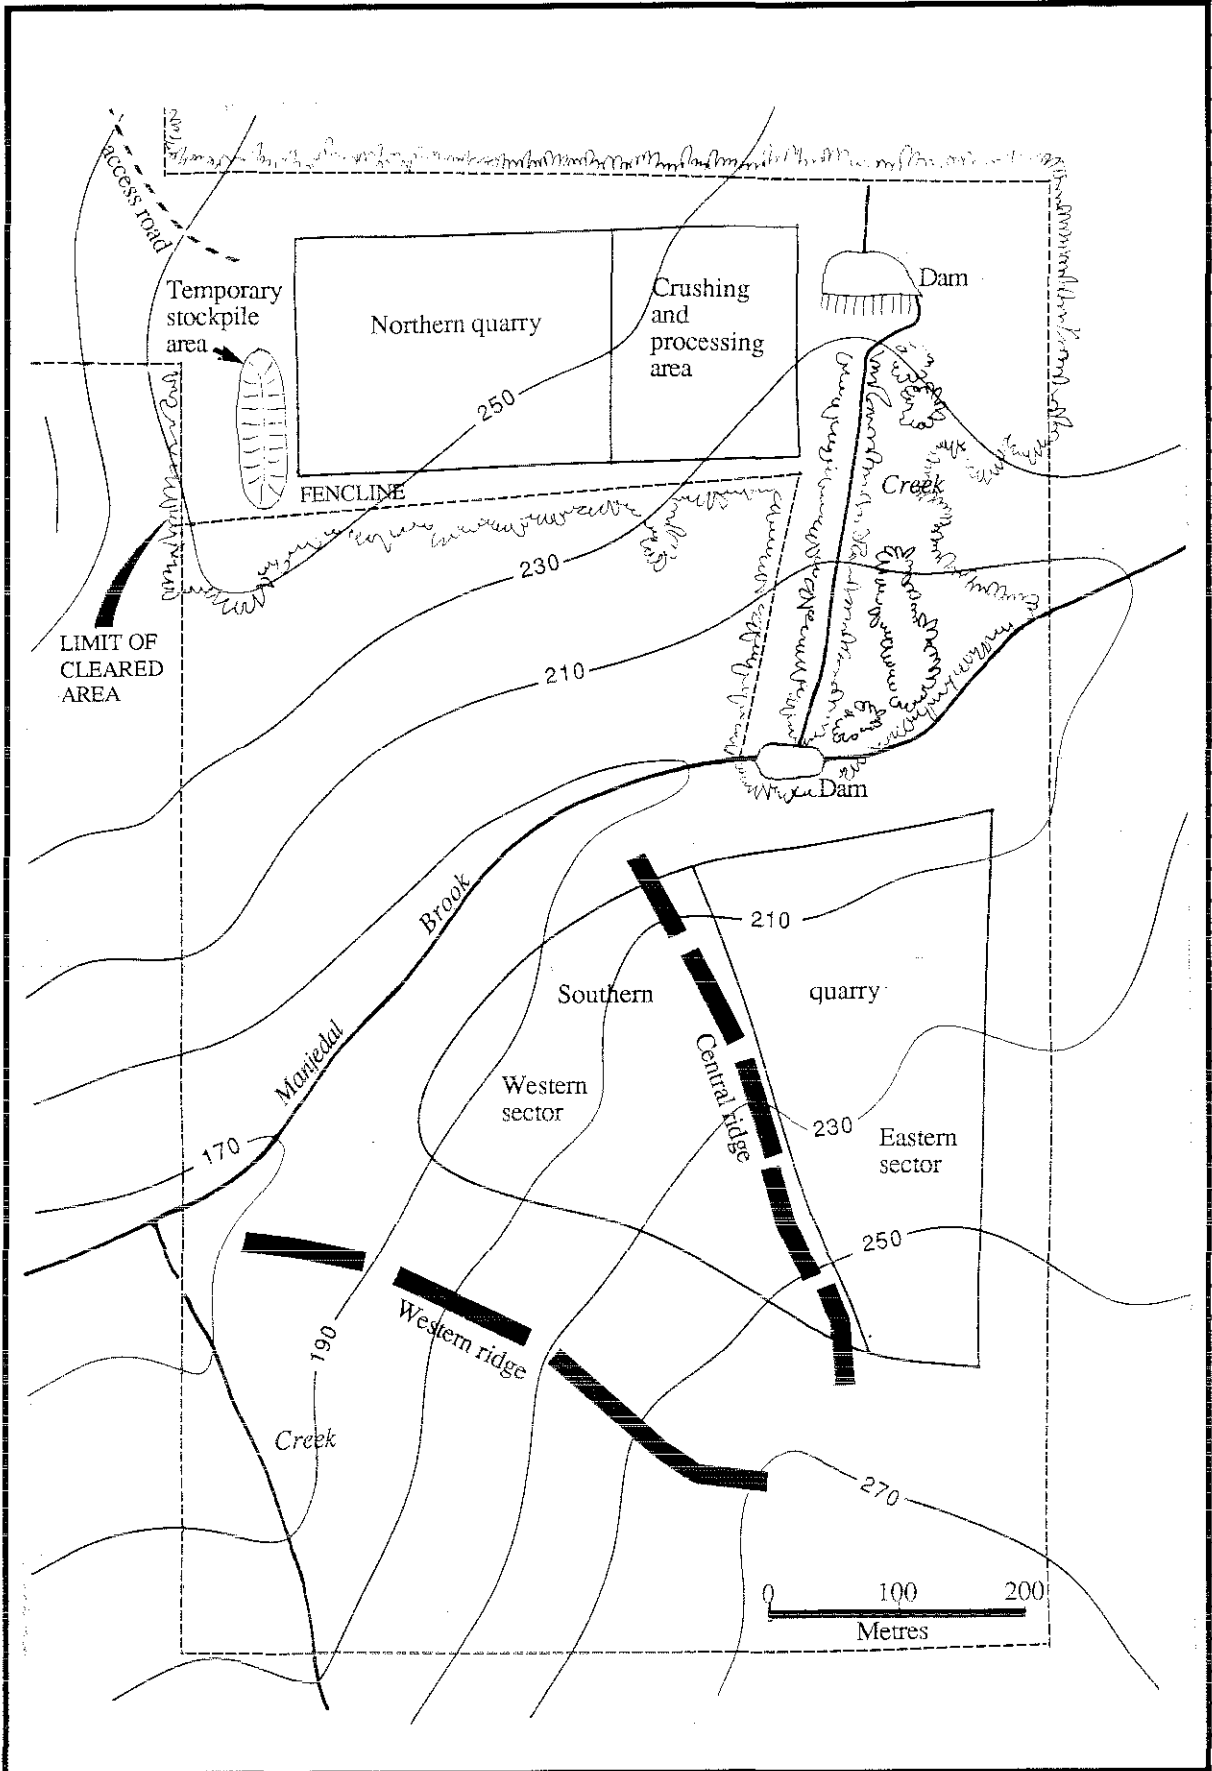 access road
Temporary
stockpile
area
Northern quarry
Crushing
and
processing
area
Dam
250
FENCLINE
Creek
230
LIMIT OF
CLEARED
AREA
210
Dam
Brook
210
Southern
quarry
Manjedal
Western
sector
Central ridge
230
Eastern
sector
170
250
Western ridge
190
Creek
270
0 100 200
Metres